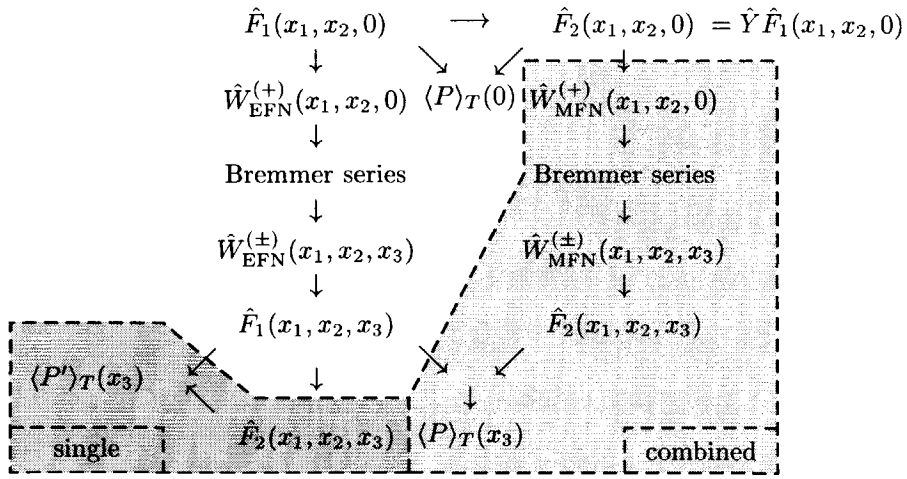 F̂₁(x₁, x₂, 0) → F̂₂(x₁, x₂, 0) = Ŷ F̂₁(x₁, x₂, 0)
↓ ↘ ↙ ↓
Ŵ_EFN^(+)(x₁, x₂, 0) ⟨P⟩_T(0) Ŵ_MFN^(+)(x₁, x₂, 0)
↓ ↓
Bremmer series Bremmer series
↓ ↓
Ŵ_EFN^(±)(x₁, x₂, x₃) Ŵ_MFN^(±)(x₁, x₂, x₃)
↓ ↓
F̂₁(x₁, x₂, x₃) F̂₂(x₁, x₂, x₃)
↙ ↓ ↘ ↙
⟨P′⟩_T(x₃)
↖ ↓
F̂₂(x₁, x₂, x₃) ⟨P⟩_T(x₃)
single combined